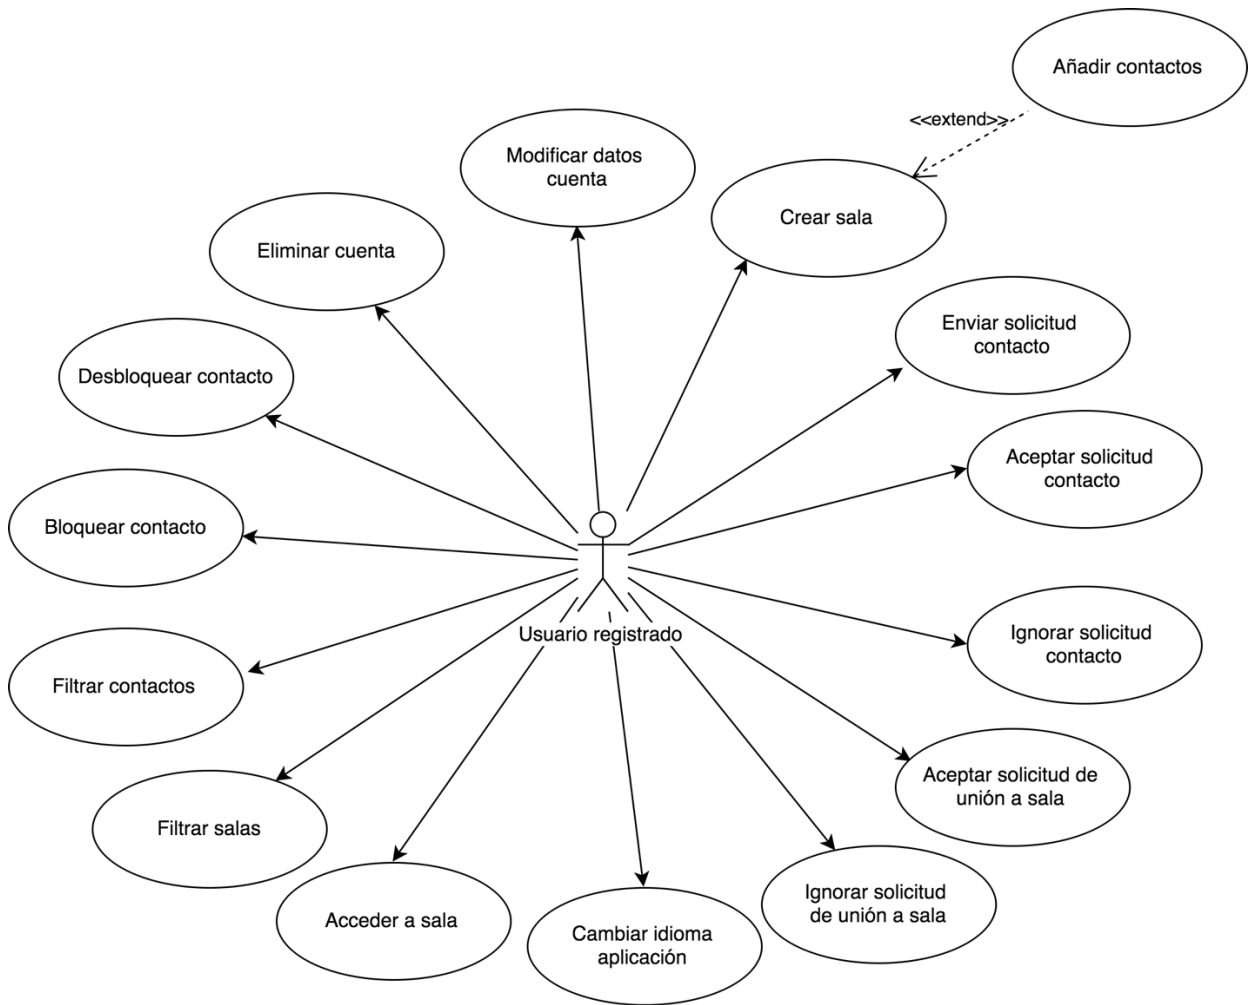 Añadir contactos
<<extend>>
Modificar datos
cuenta
Crear sala
Eliminar cuenta
Enviar solicitud
contacto
Desbloquear contacto
Aceptar solicitud
contacto
Bloquear contacto
Usuario registrado
Ignorar solicitud
contacto
Filtrar contactos
Aceptar solicitud de
unión a sala
Filtrar salas
Ignorar solicitud
de unión a sala
Acceder a sala
Cambiar idioma
aplicación